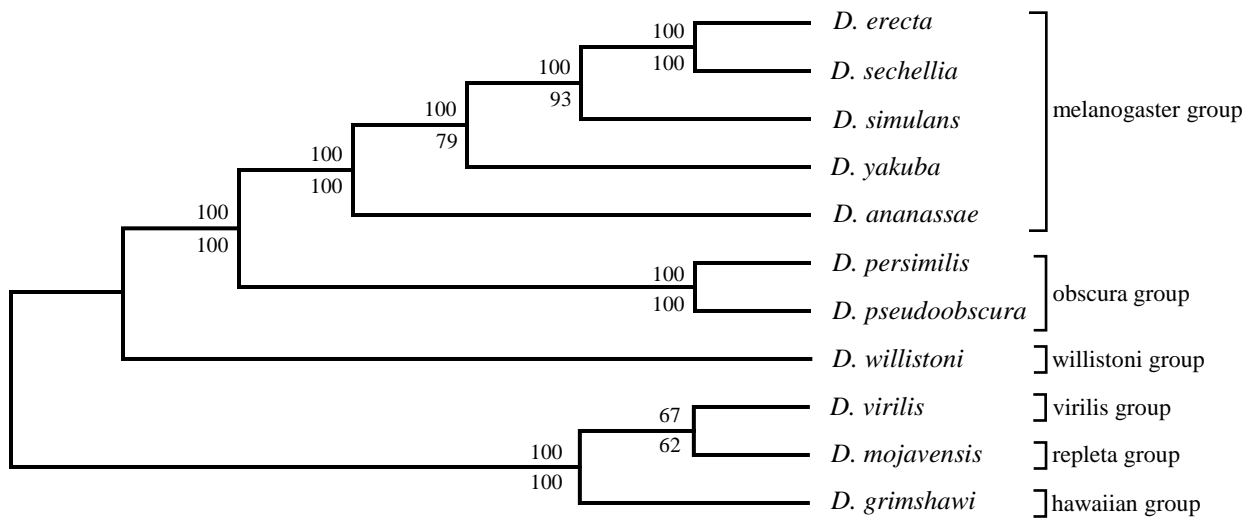 100
100
D. erecta
100
93
D. sechellia
100
79
D. simulans
melanogaster group
100
100
D. yakuba
100
100
D. ananassae
100
100
D. persimilis
D. pseudoobscura
obscura group
D. willistoni
willistoni group
67
62
D. virilis
virilis group
100
100
D. mojavensis
repleta group
D. grimshawi
hawaiian group